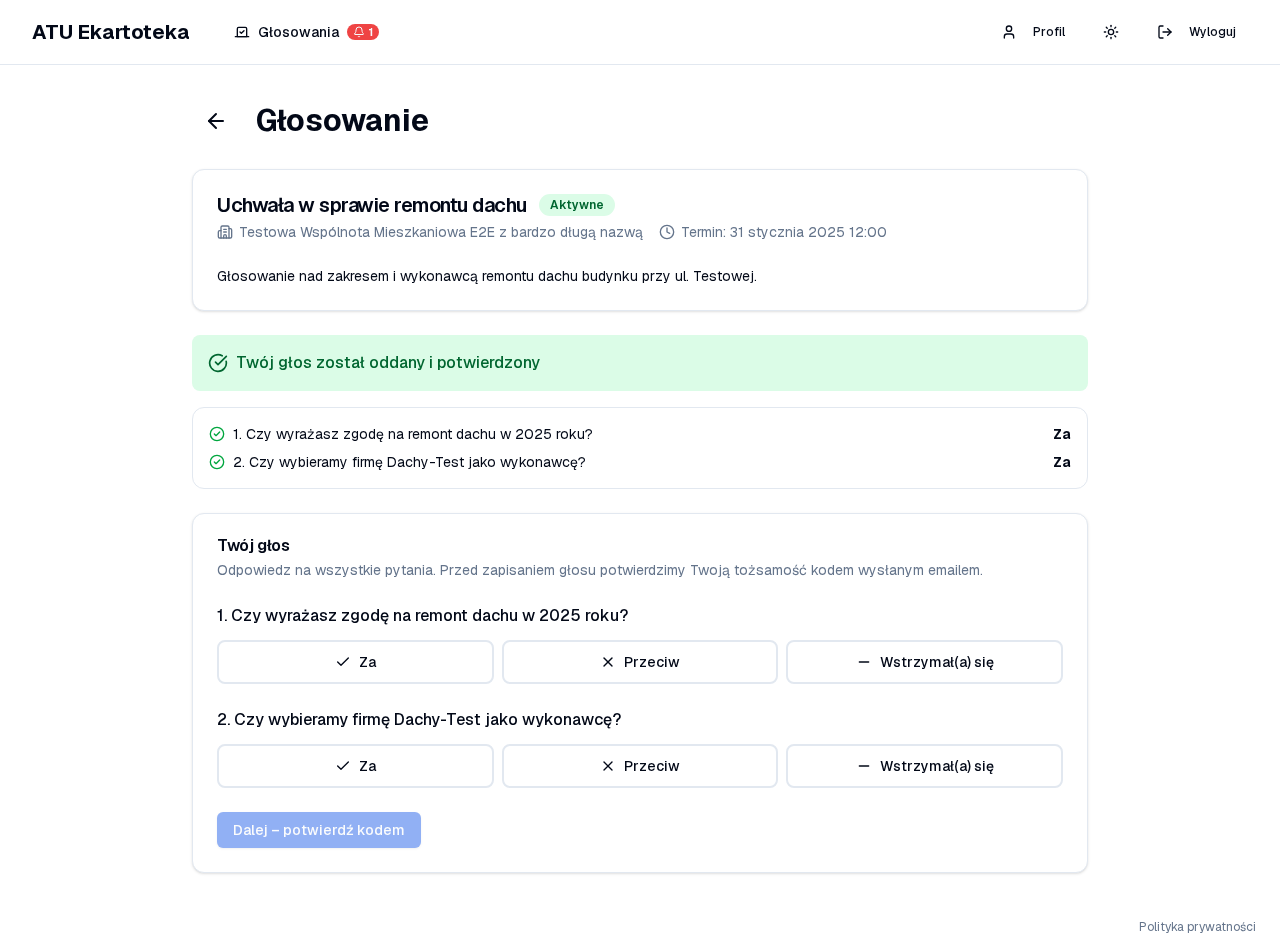 ATU Ekartoteka
Głosowania 1
Profil
Wyloguj
Głosowanie
Uchwała w sprawie remontu dachu Aktywne
Testowa Wspólnota Mieszkaniowa E2E z bardzo długą nazwą Termin: 31 stycznia 2025 12:00
Głosowanie nad zakresem i wykonawcą remontu dachu budynku przy ul. Testowej.
Twój głos został oddany i potwierdzony
1. Czy wyrażasz zgodę na remont dachu w 2025 roku? Za
2. Czy wybieramy firmę Dachy-Test jako wykonawcę? Za
Twój głos
Odpowiedz na wszystkie pytania. Przed zapisaniem głosu potwierdzimy Twoją tożsamość kodem wysłanym emailem.
1. Czy wyrażasz zgodę na remont dachu w 2025 roku?
Za Przeciw Wstrzymał(a) się
2. Czy wybieramy firmę Dachy-Test jako wykonawcę?
Za Przeciw Wstrzymał(a) się
Dalej – potwierdź kodem
Polityka prywatności